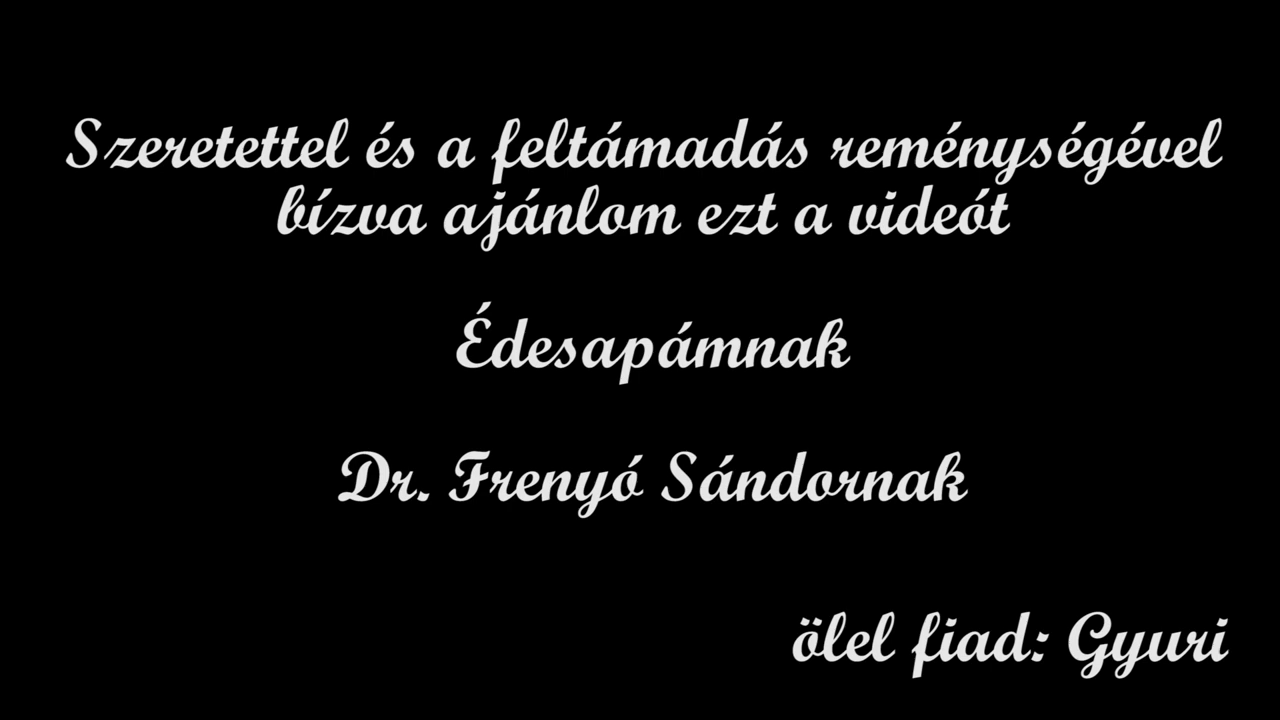 Szeretettel és a feltámadás reménységével
bízva ajánlom ezt a videót
Édesapámnak
Dr. Frenyó Sándornak
ölel fiad: Gyuri